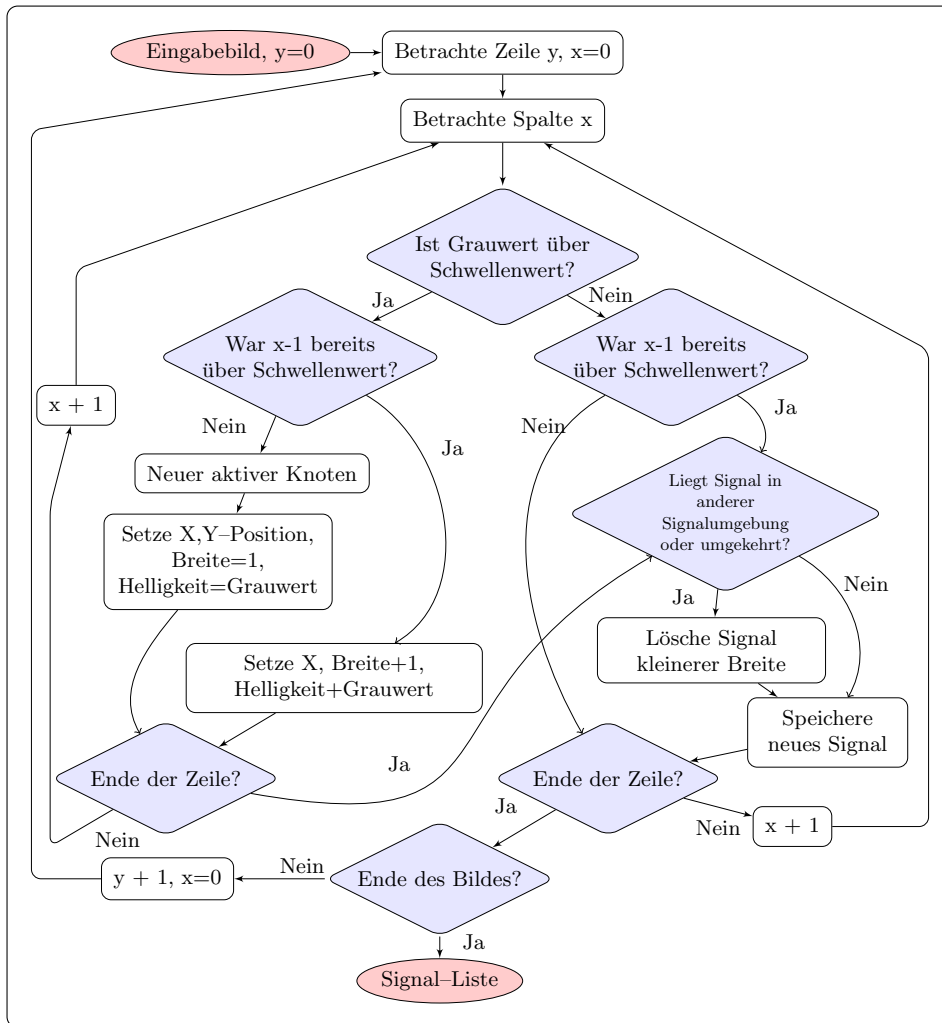 Eingabebild, y=0
Betrachte Zeile y, x=0
Betrachte Spalte x
Ist Grauwert über
Schwellenwert?
Ja
Nein
War x-1 bereits
über Schwellenwert?
War x-1 bereits
über Schwellenwert?
x + 1
Nein
Ja
Nein
Ja
Neuer aktiver Knoten
Liegt Signal in
anderer
Signalumgebung
oder umgekehrt?
Setze X,Y–Position,
Breite=1,
Helligkeit=Grauwert
Ja
Nein
Lösche Signal
kleinerer Breite
Setze X, Breite+1,
Helligkeit+Grauwert
Speichere
neues Signal
Ende der Zeile?
Ja
Ende der Zeile?
Nein
Ja
Nein
x + 1
y + 1, x=0
Nein
Ende des Bildes?
Ja
Signal–Liste